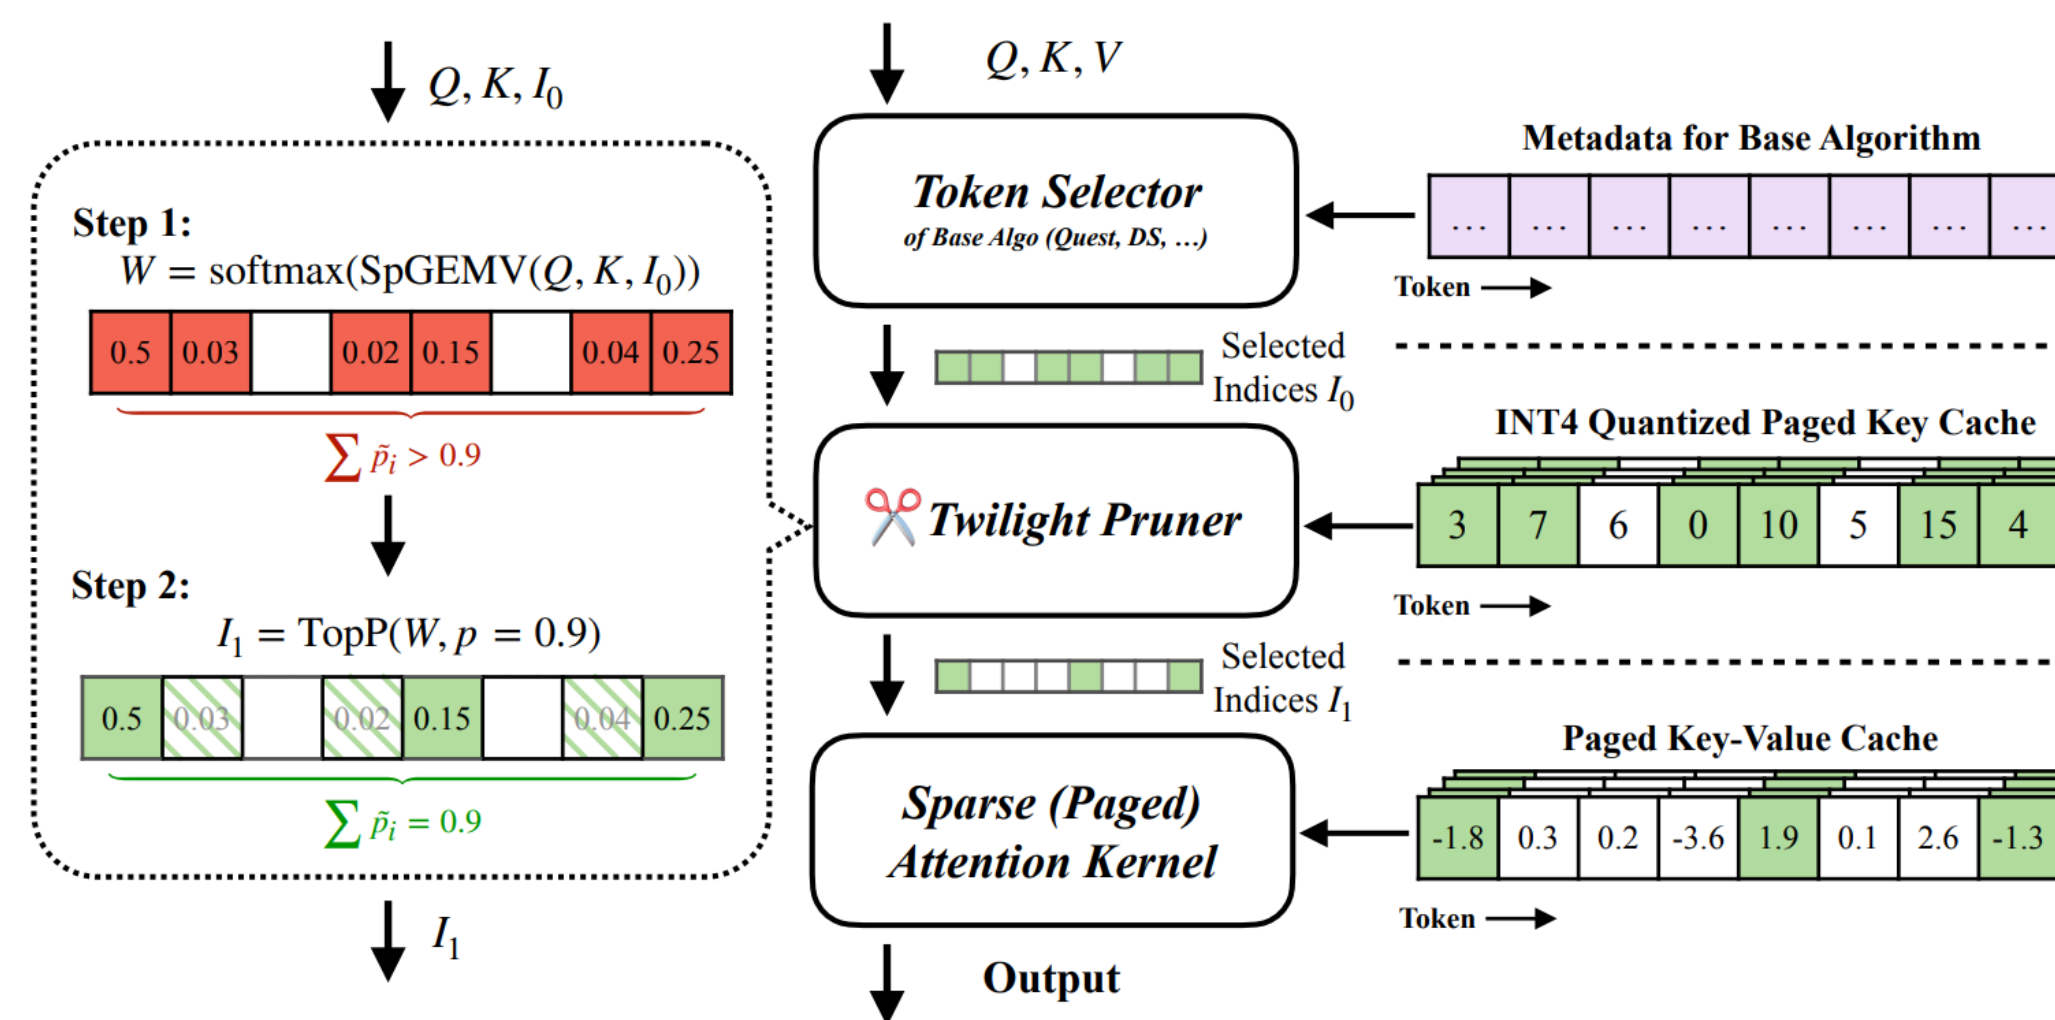 Q, K, I₀
Step 1:
W = softmax(SpGEMV(Q, K, I₀))
0.5 0.03 0.02 0.15 0.04 0.25
∑ p̃ᵢ > 0.9
Step 2:
I₁ = TopP(W, p = 0.9)
0.5 0.03 0.02 0.15 0.04 0.25
∑ p̃ᵢ = 0.9
I₁
Q, K, V
Token Selector
of Base Algo (Quest, DS, …)
Selected
Indices I₀
Twilight Pruner
Selected
Indices I₁
Sparse (Paged)
Attention Kernel
Output
Metadata for Base Algorithm
… … … … … … … …
Token
INT4 Quantized Paged Key Cache
3 7 6 0 10 5 15 4
Token
Paged Key-Value Cache
-1.8 0.3 0.2 -3.6 1.9 0.1 2.6 -1.3
Token